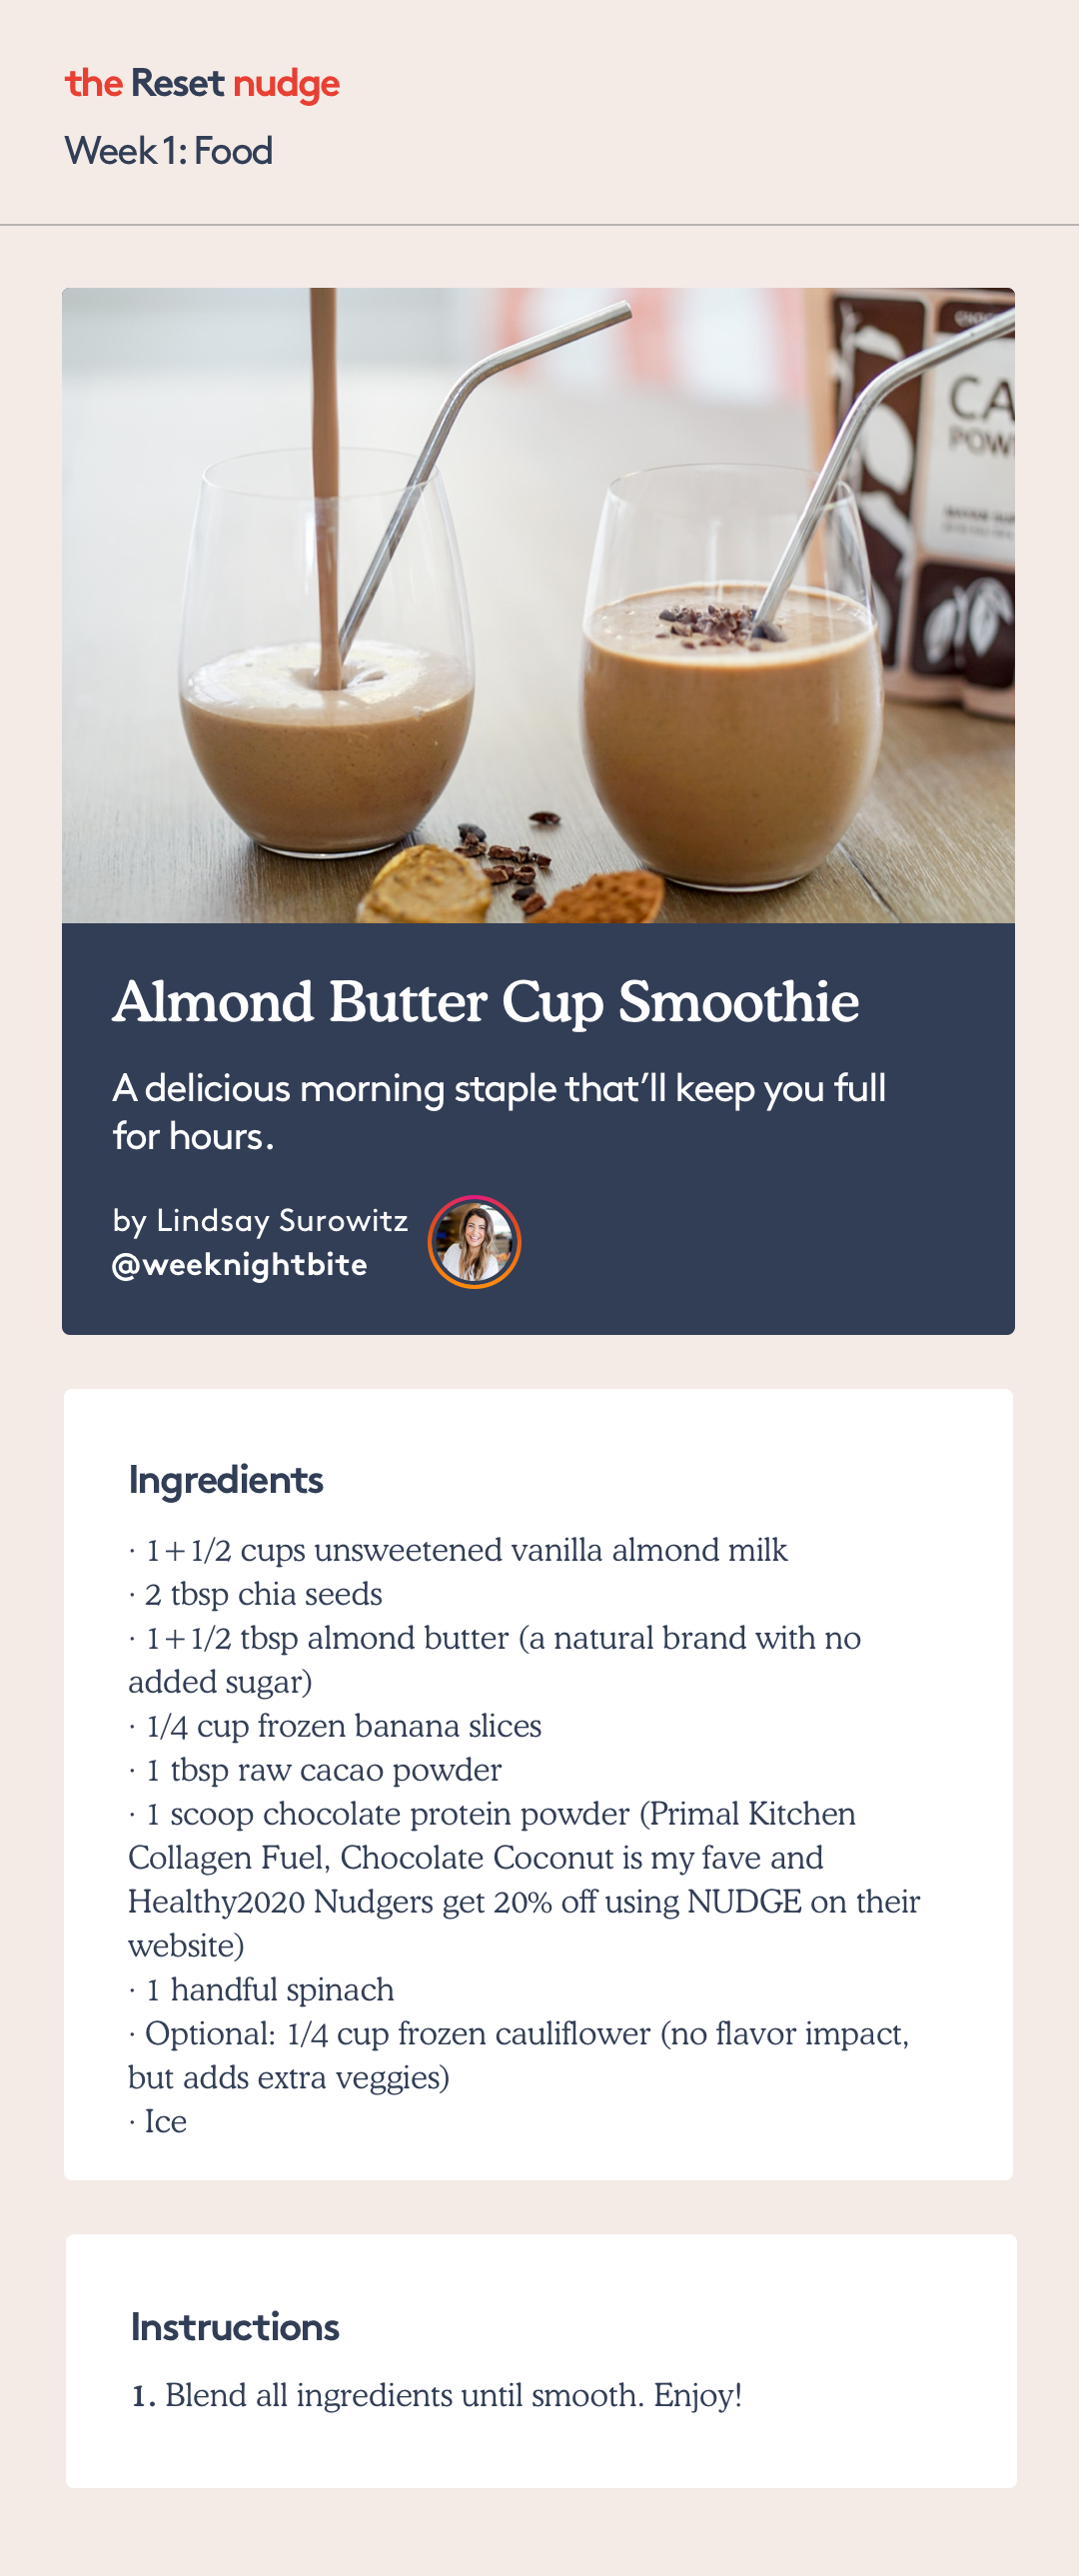 the Reset nudge
Week 1: Food
CA
POW
Almond Butter Cup Smoothie
A delicious morning staple that’ll keep you full
for hours.
by Lindsay Surowitz
@weeknightbite
Ingredients
· 1+1/2 cups unsweetened vanilla almond milk
· 2 tbsp chia seeds
· 1+1/2 tbsp almond butter (a natural brand with no
added sugar)
· 1/4 cup frozen banana slices
· 1 tbsp raw cacao powder
· 1 scoop chocolate protein powder (Primal Kitchen
Collagen Fuel, Chocolate Coconut is my fave and
Healthy2020 Nudgers get 20% off using NUDGE on their
website)
· 1 handful spinach
· Optional: 1/4 cup frozen cauliflower (no flavor impact,
but adds extra veggies)
· Ice
Instructions
1. Blend all ingredients until smooth. Enjoy!